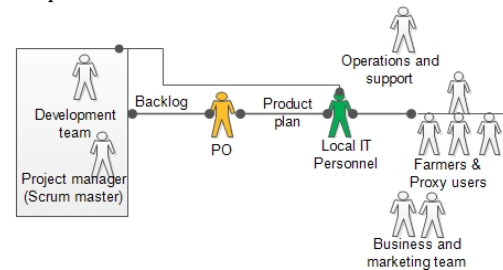 Operations and
support
Development
team
Backlog
Product
plan
PO
Local IT
Personnel
Farmers &
Proxy users
Project manager
(Scrum master)
Business and
marketing team